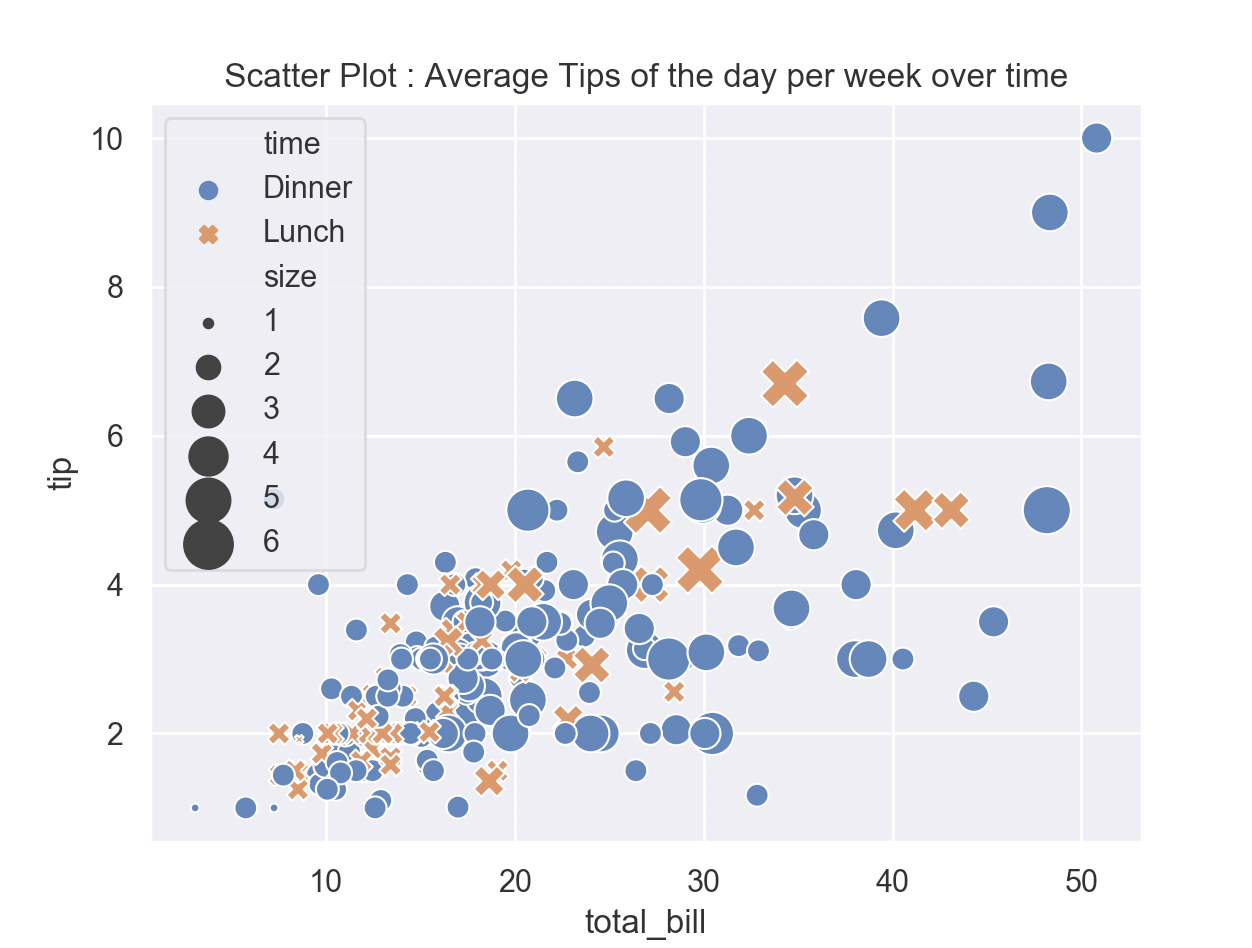 Scatter Plot : Average Tips of the day per week over time
time
Dinner
Lunch
size
1
2
3
4
5
6
10
8
6
4
2
tip
10 20 30 40 50
total_bill